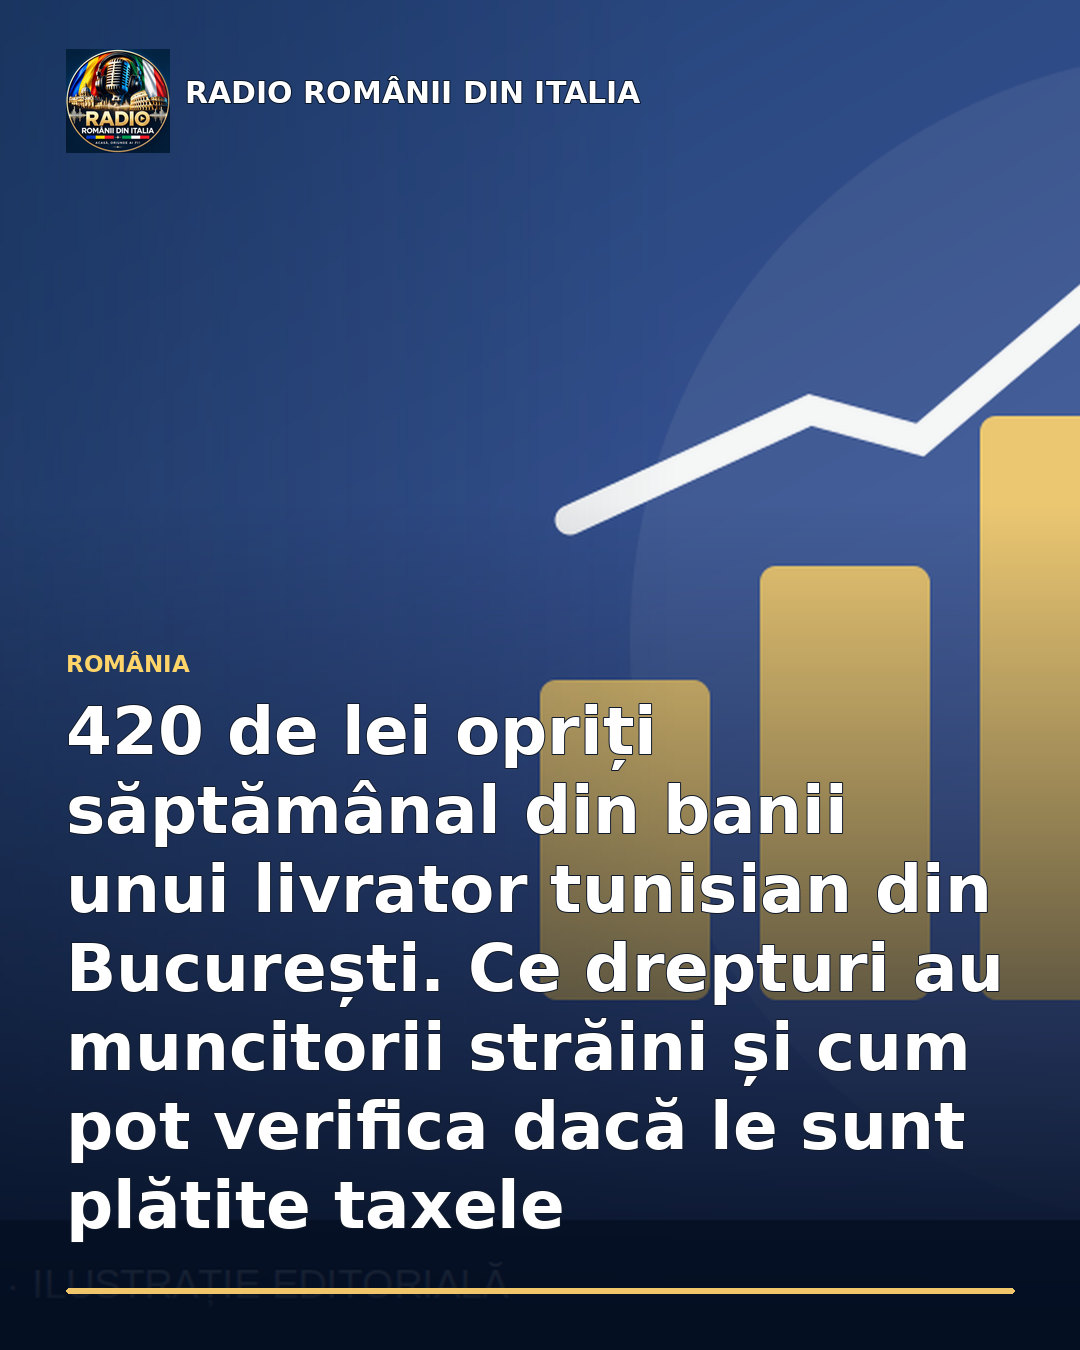 RADIO ROMÂNII DIN ITALIA
RADIO
ROMÂNII DIN ITALIA
ROMÂNIA
420 de lei opriți
săptămânal din banii
unui livrator tunisian din
București. Ce drepturi au
muncitorii străini și cum
pot verifica dacă le sunt
plătite taxele
· ILUSTRAȚIE EDITORIALĂ